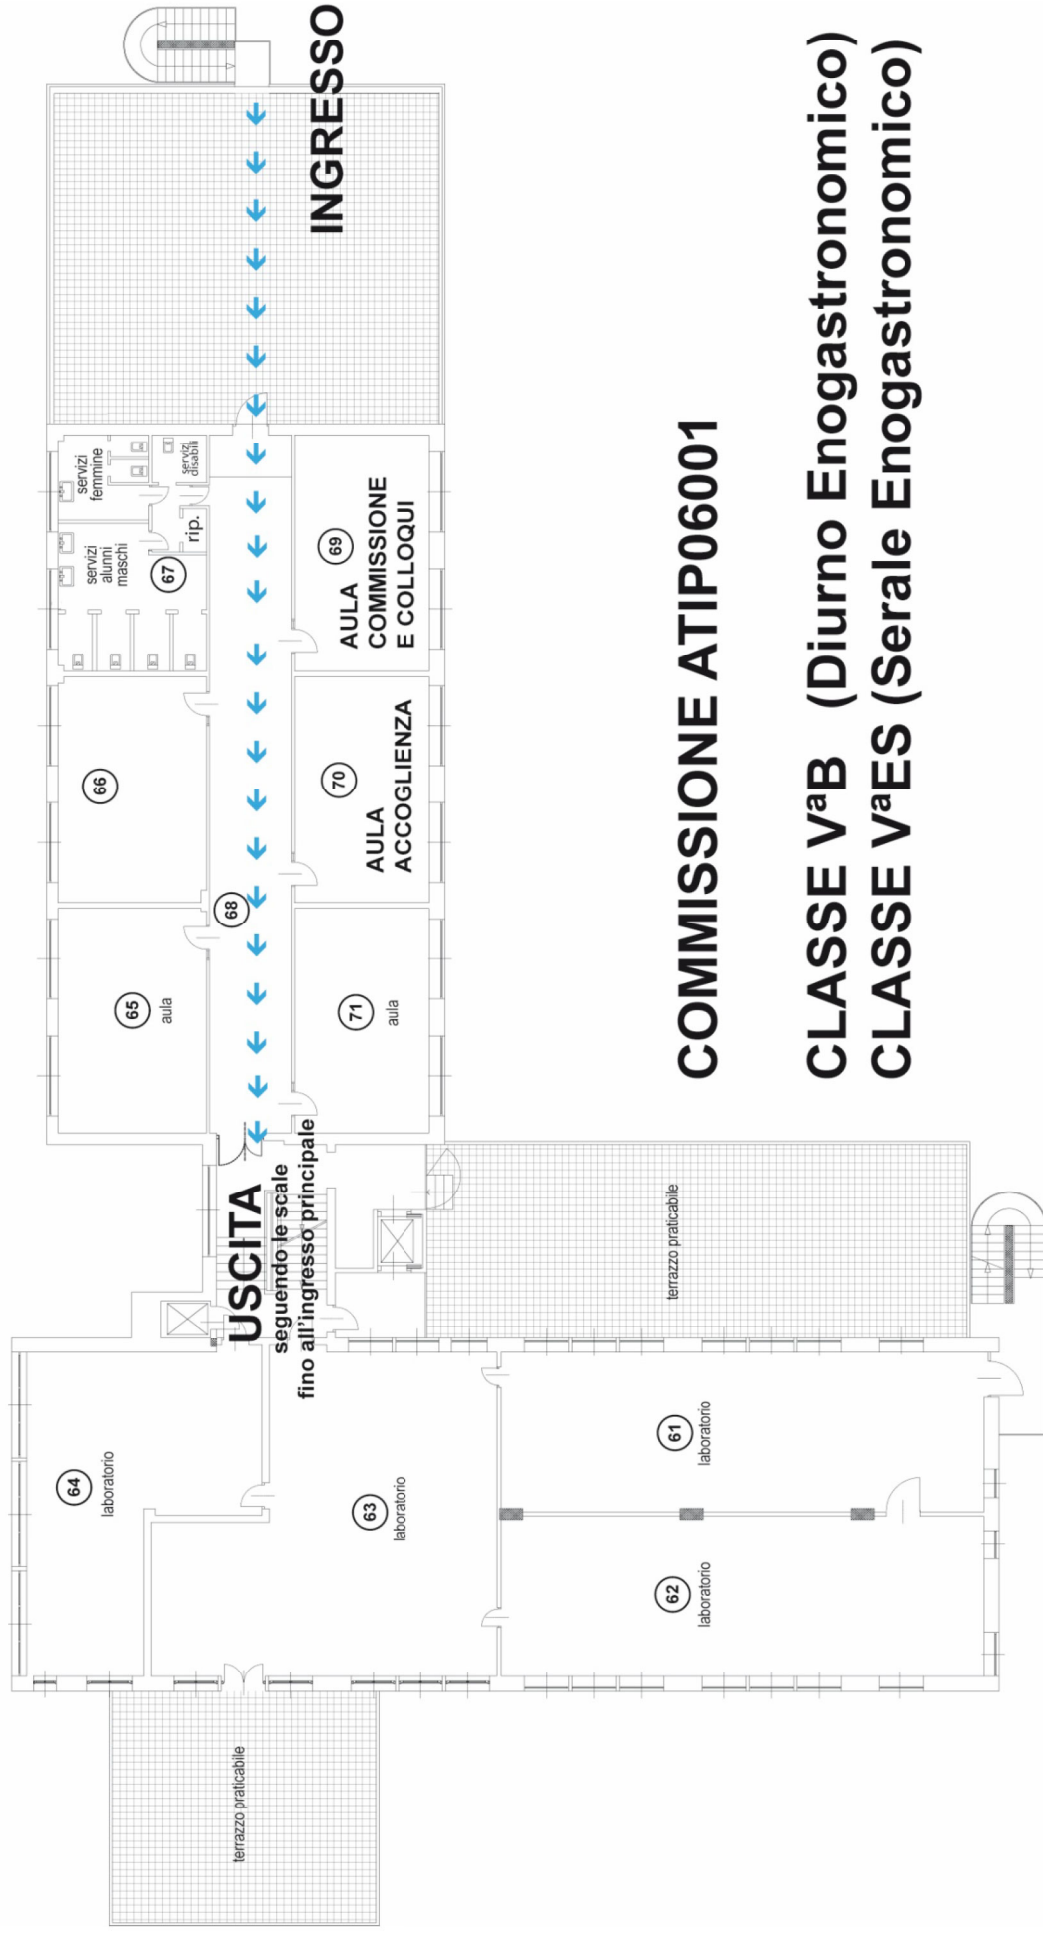 INGRESSO
servizi
femmine
servizi
disabili
servizi
alunni
maschi
rip.
67
69
AULA
COMMISSIONE
E COLLOQUI
66
70
AULA
ACCOGLIENZA
68
65
aula
71
aula
USCITA
seguendo le scale
fino all'ingresso principale
terrazzo praticabile
64
laboratorio
63
laboratorio
61
laboratorio
62
laboratorio
terrazzo praticabile
COMMISSIONE ATIP06001
CLASSE VªB (Diurno Enogastronomico)
CLASSE VªES (Serale Enogastronomico)